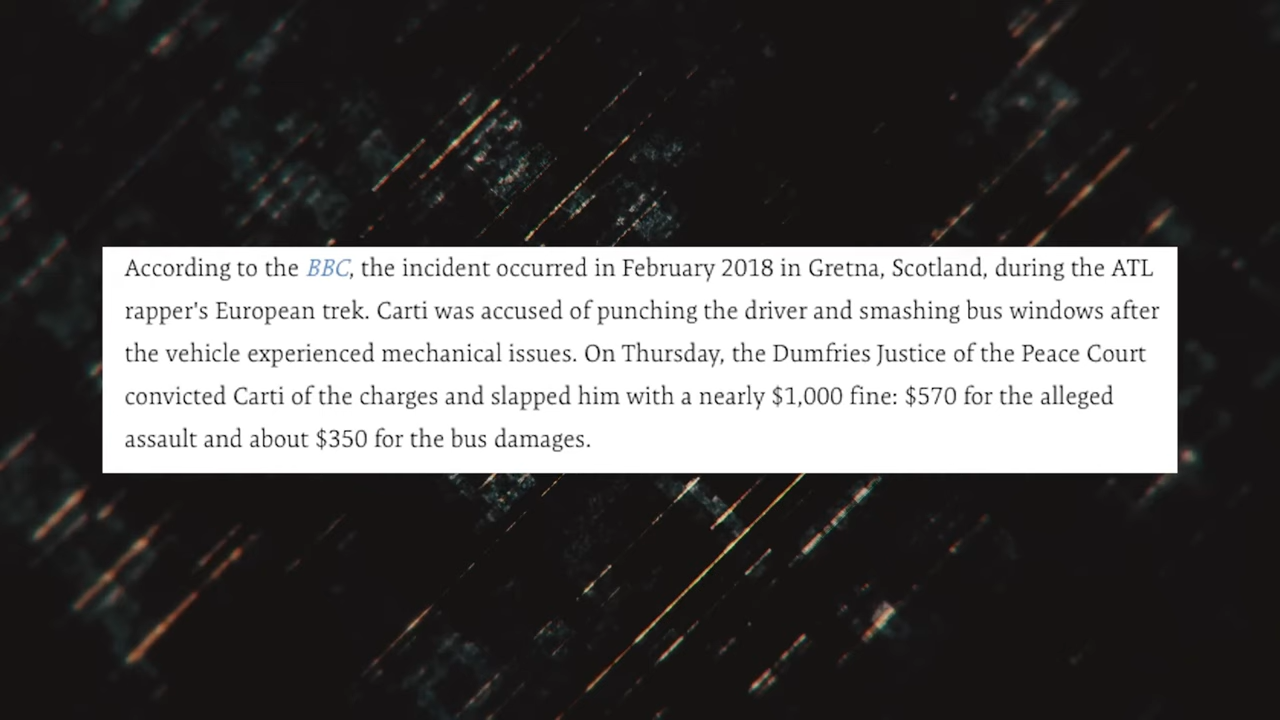 According to the BBC, the incident occurred in February 2018 in Gretna, Scotland, during the ATL
rapper's European trek. Carti was accused of punching the driver and smashing bus windows after
the vehicle experienced mechanical issues. On Thursday, the Dumfries Justice of the Peace Court
convicted Carti of the charges and slapped him with a nearly $1,000 fine: $570 for the alleged
assault and about $350 for the bus damages.